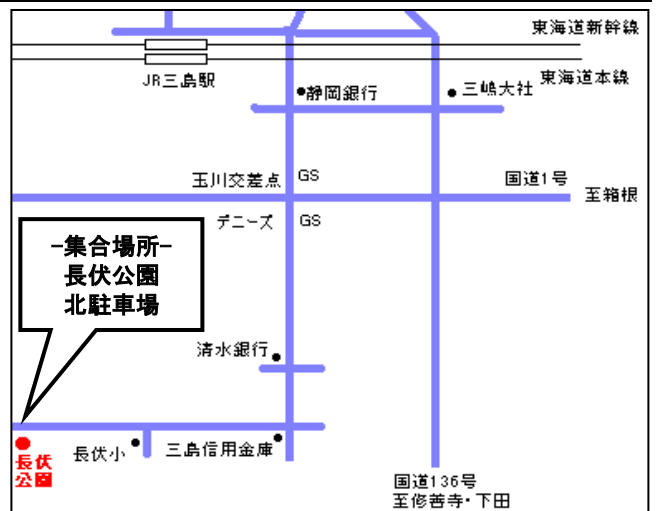 東海道新幹線
JR三島駅
東海道本線
静岡銀行
三嶋大社
玉川交差点
GS
国道1号
至箱根
デニーズ
GS
-集合場所-
長伏公園
北駐車場
清水銀行
長伏
公園
長伏小
三島信用金庫
国道136号
至修善寺・下田